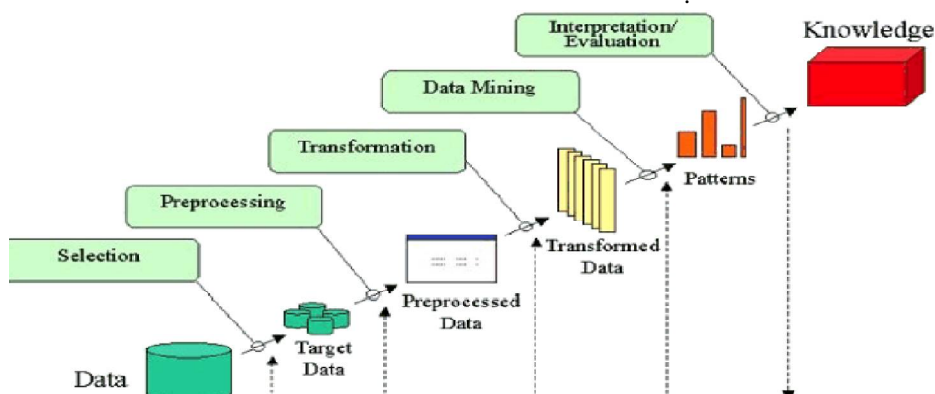 Interpretation/
Evaluation
Knowledge
Data Mining
Transformation
Patterns
Preprocessing
Transformed
Data
Selection
Preprocessed
Data
Target
Data
Data